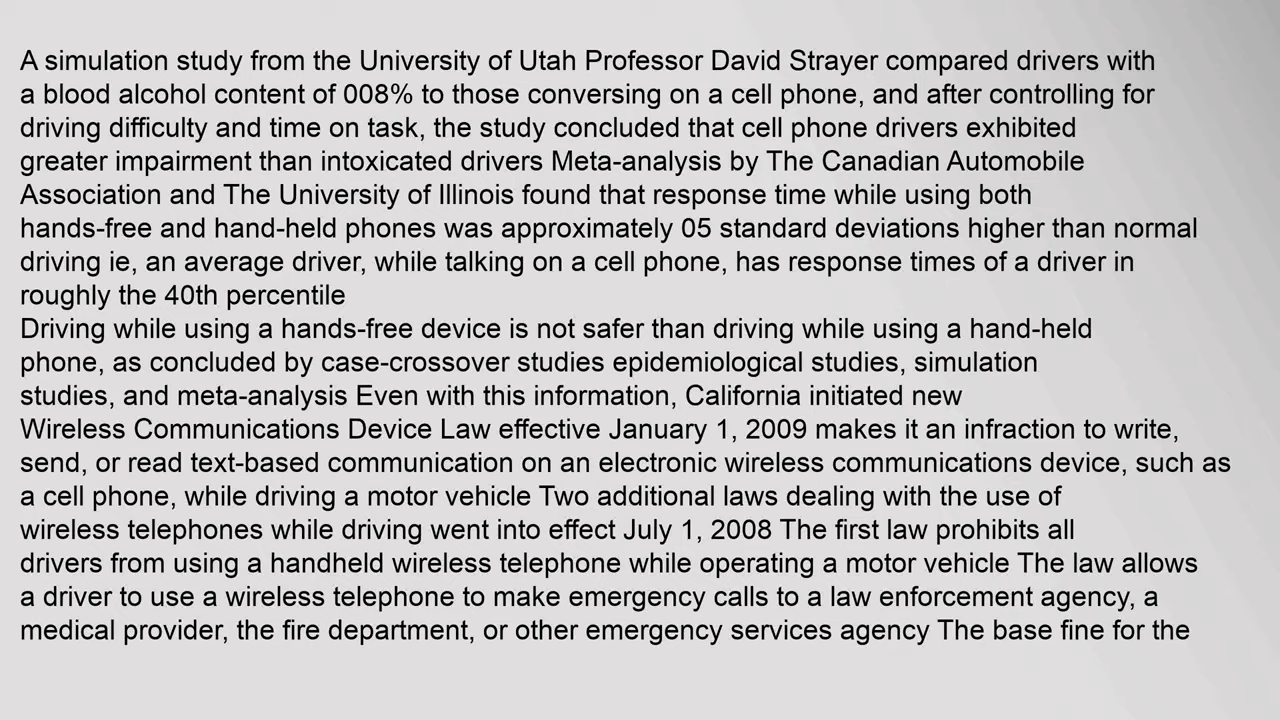 A simulation study from the University of Utah Professor David Strayer compared drivers with
a blood alcohol content of 008% to those conversing on a cell phone, and after controlling for
driving difficulty and time on task, the study concluded that cell phone drivers exhibited
greater impairment than intoxicated drivers Meta-analysis by The Canadian Automobile
Association and The University of Illinois found that response time while using both
hands-free and hand-held phones was approximately 05 standard deviations higher than normal
driving ie, an average driver, while talking on a cell phone, has response times of a driver in
roughly the 40th percentile
Driving while using a hands-free device is not safer than driving while using a hand-held
phone, as concluded by case-crossover studies epidemiological studies, simulation
studies, and meta-analysis Even with this information, California initiated new
Wireless Communications Device Law effective January 1, 2009 makes it an infraction to write,
send, or read text-based communication on an electronic wireless communications device, such as
a cell phone, while driving a motor vehicle Two additional laws dealing with the use of
wireless telephones while driving went into effect July 1, 2008 The first law prohibits all
drivers from using a handheld wireless telephone while operating a motor vehicle The law allows
a driver to use a wireless telephone to make emergency calls to a law enforcement agency, a
medical provider, the fire department, or other emergency services agency The base fine for the